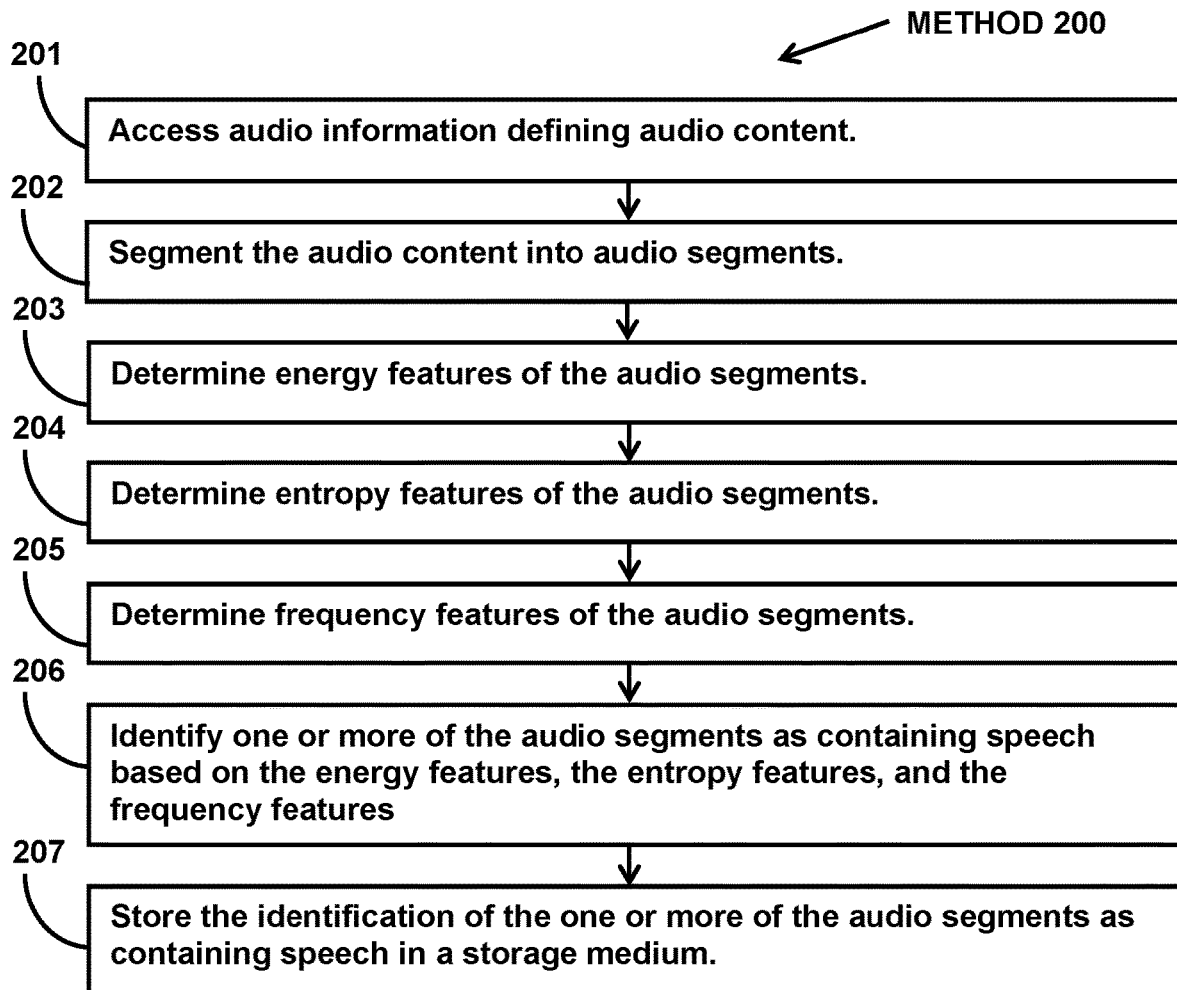 METHOD 200
201
Access audio information defining audio content.
202
Segment the audio content into audio segments.
203
Determine energy features of the audio segments.
204
Determine entropy features of the audio segments.
205
Determine frequency features of the audio segments.
206
Identify one or more of the audio segments as containing speech
based on the energy features, the entropy features, and the
frequency features
207
Store the identification of the one or more of the audio segments as
containing speech in a storage medium.